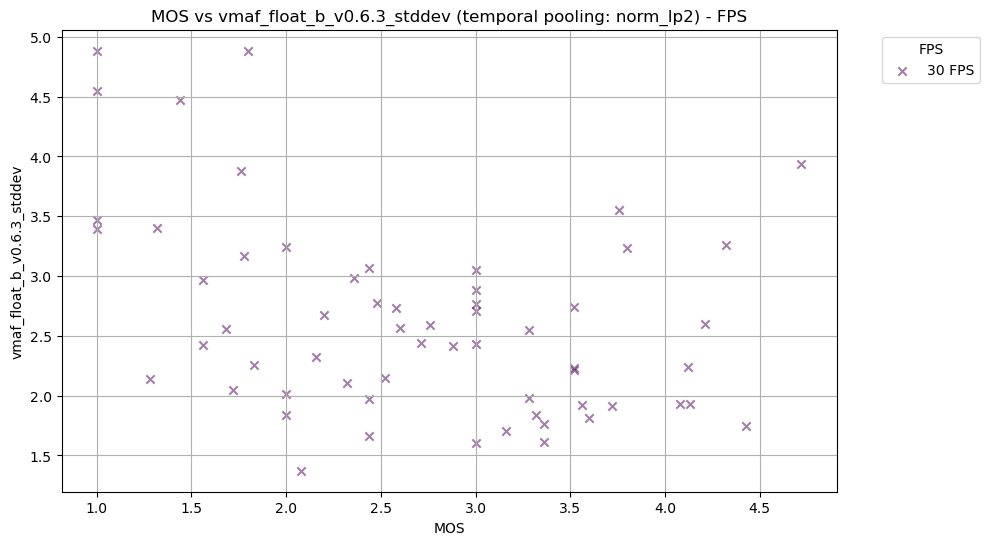 MOS vs vmaf_float_b_v0.6.3_stddev (temporal pooling: norm_lp2) - FPS
5.0
4.5
4.0
3.5
3.0
2.5
2.0
1.5
vmaf_float_b_v0.6.3_stddev
1.0 1.5 2.0 2.5 3.0 3.5 4.0 4.5
MOS
FPS
30 FPS